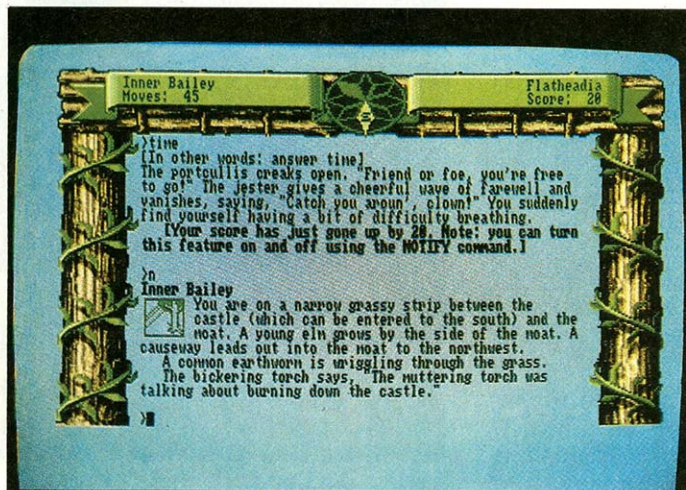 Inner Bailey
Moves: 45
Flatheadia
Score: 20
S
>time
[In other words: answer time]
The portcullis creaks open. "Friend or foe, you're free
to go!" The jester gives a cheerful wave of farewell and
vanishes, saying, "Catch you aroun', clown!" You suddenly
find yourself having a bit of difficulty breathing.
[Your score has just gone up by 20. Note: you can turn
this feature on and off using the NOTIFY command.]
>n
Inner Bailey
You are on a narrow grassy strip between the
castle (which can be entered to the south) and the
moat. A young elm grows by the side of the moat. A
causeway leads out into the moat to the northwest.
A common earthworm is wriggling through the grass.
The bickering torch says, "The muttering torch was
talking about burning down the castle."
>